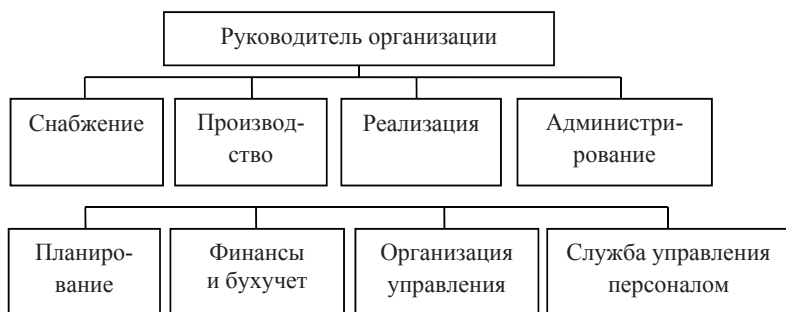 Руководитель организации
Снабжение
Производ-
ство
Реализация
Администри-
рование
Планиро-
вание
Финансы
и бухучет
Организация
управления
Служба управления
персоналом